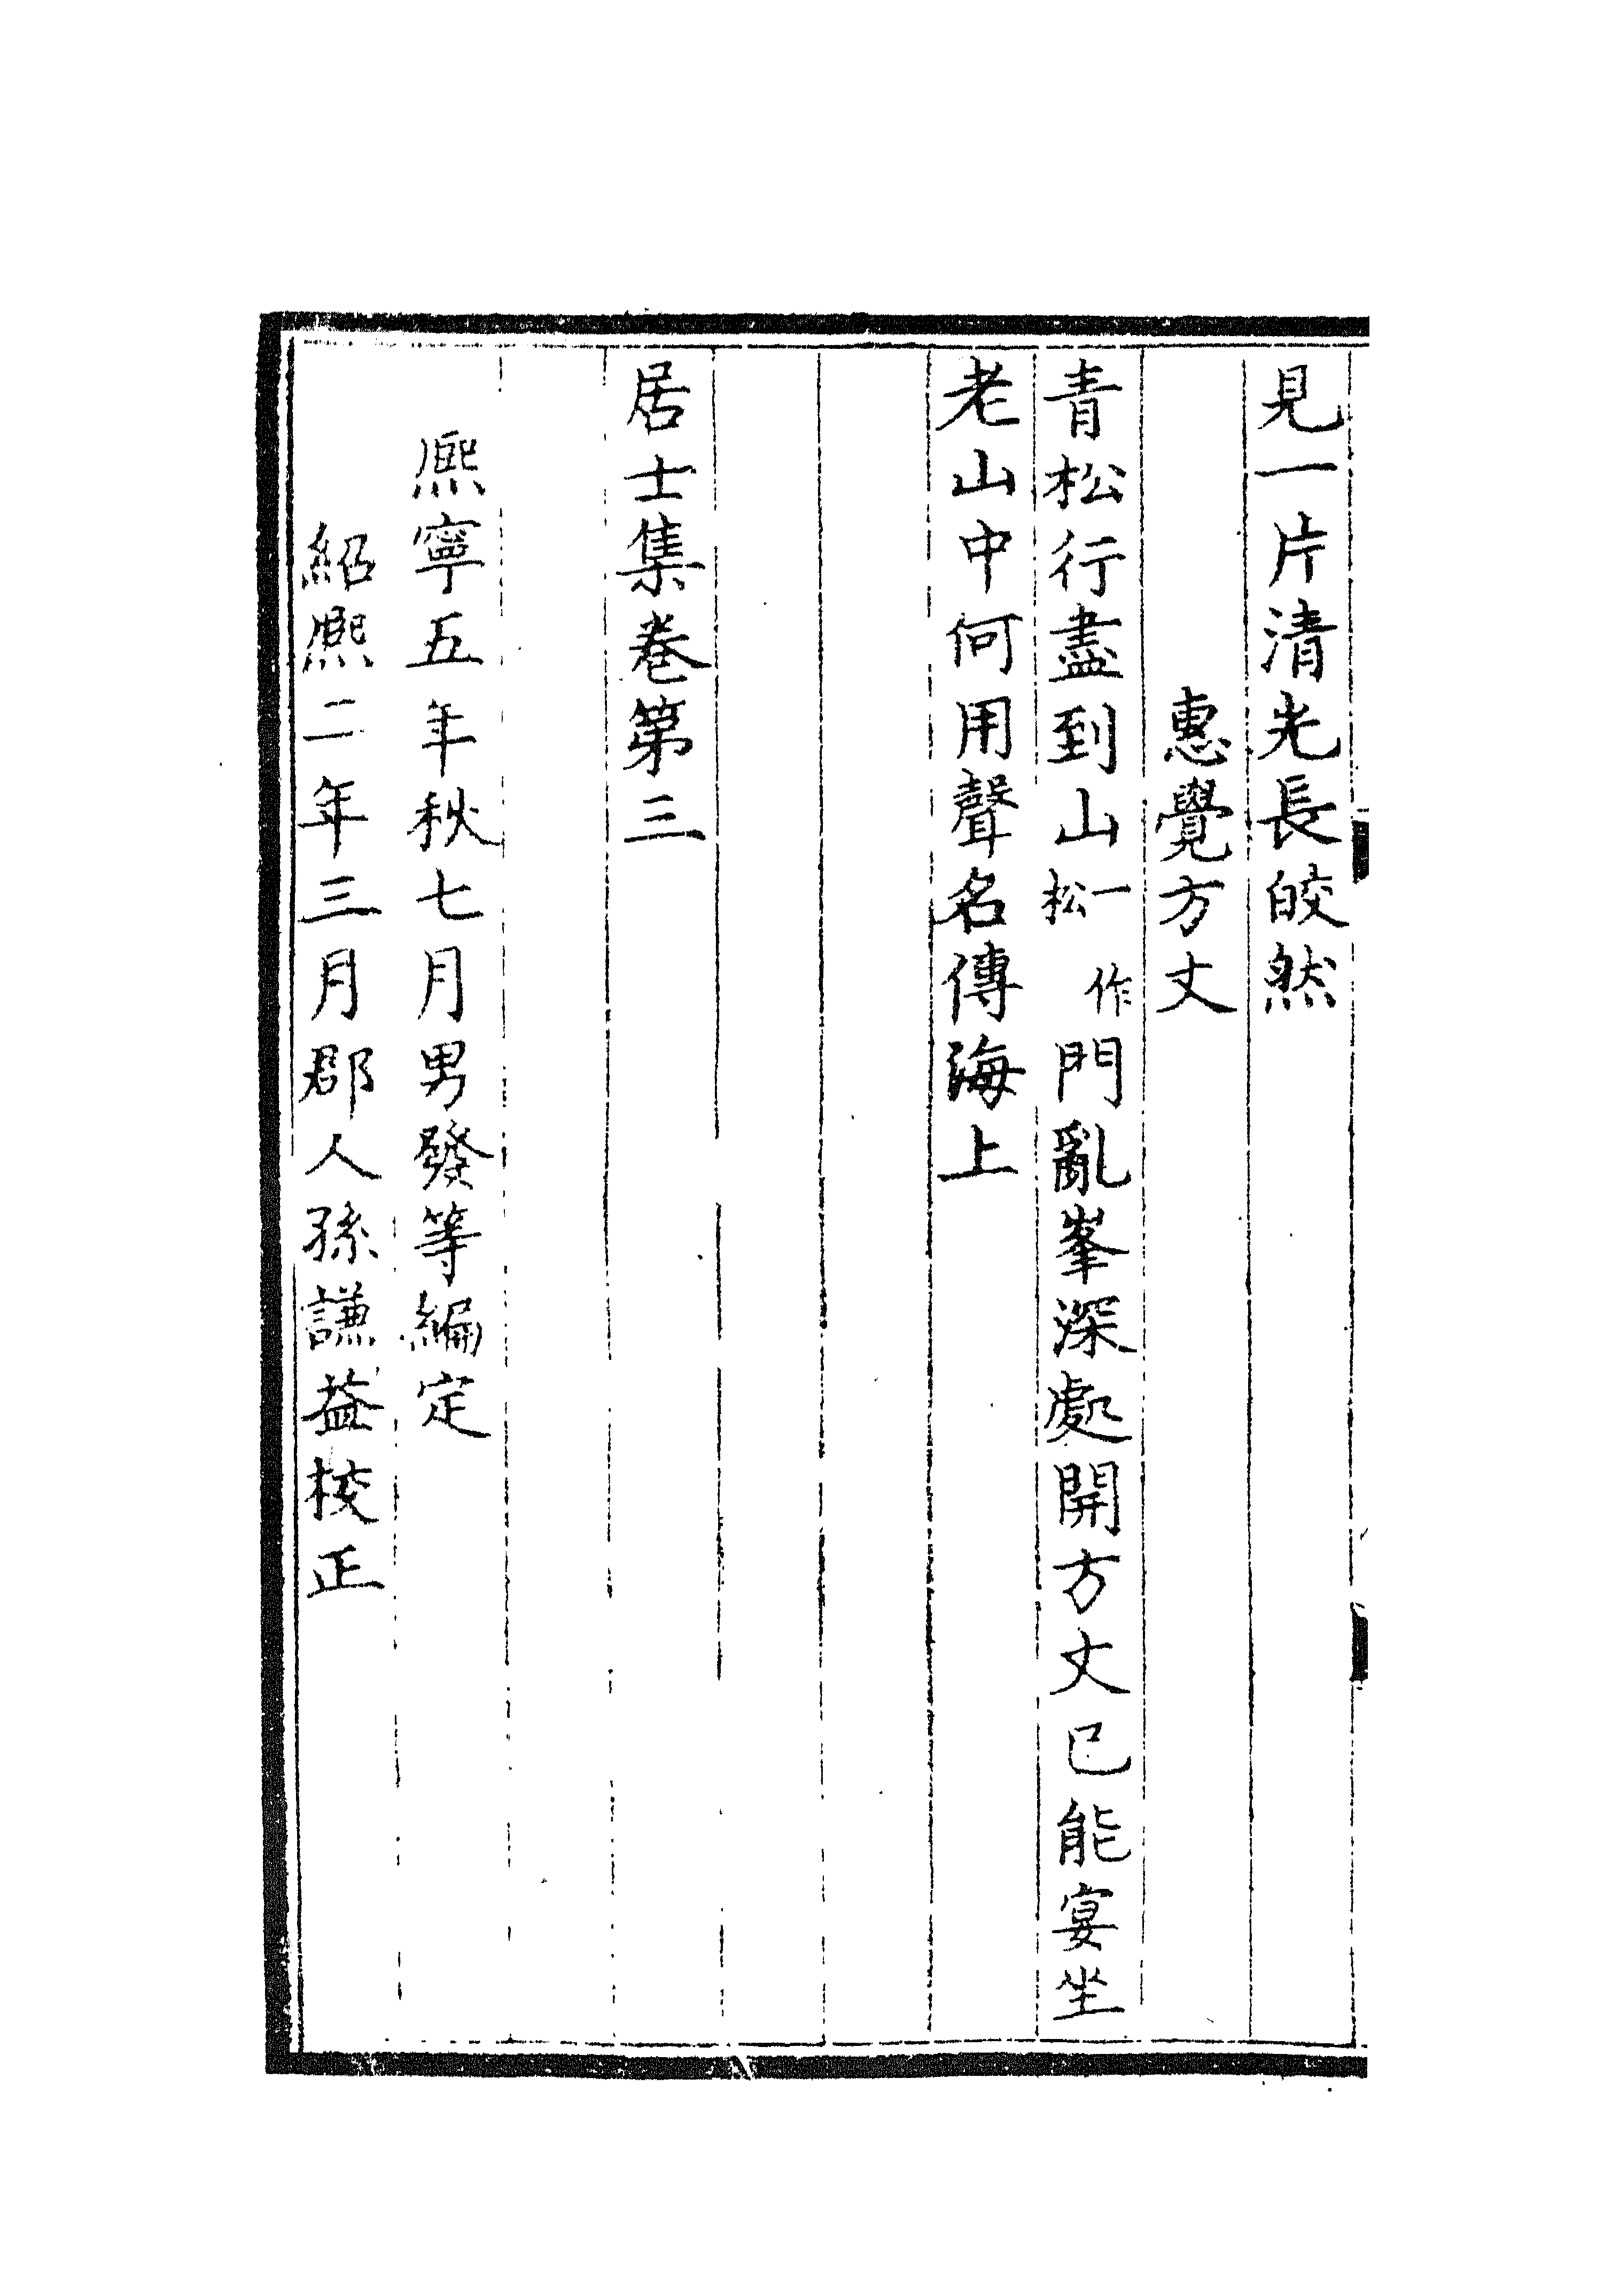 見一片清光長皎然
惠覺方丈
青松行盡到山一作松門亂峯深處開方丈已能宴坐
老山中何用聲名傳海上
居士集卷第三
熈寧五年秋七月男發等編定
紹熈二年三月郡人孫謙益校正